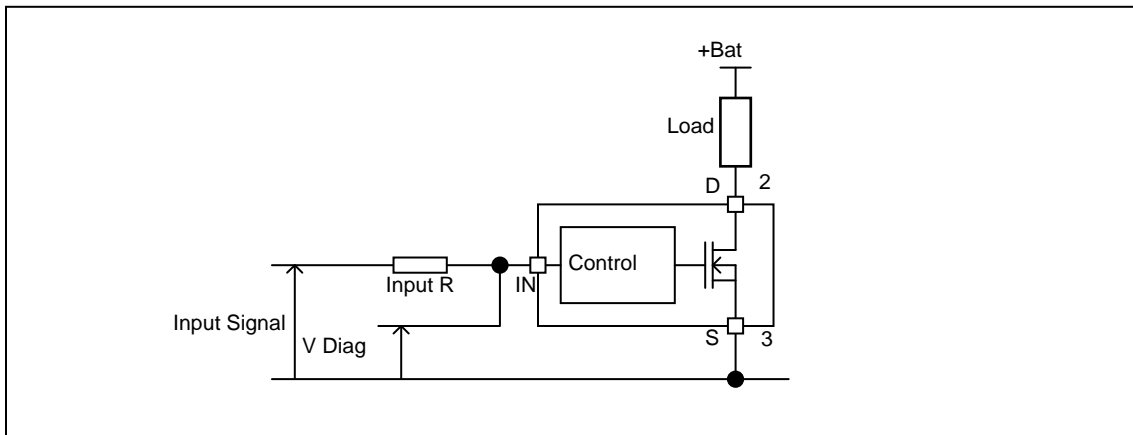 +Bat
Load
D 2
Control
Input R
IN
Input Signal
V Diag
S 3